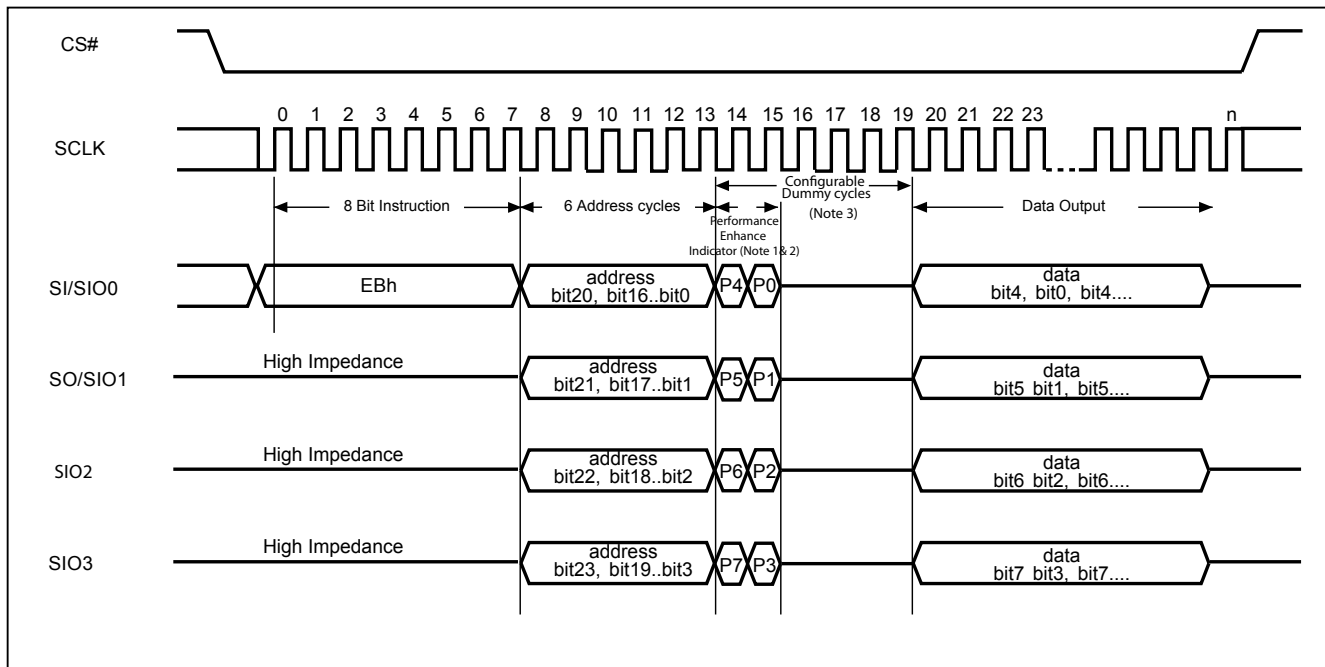 CS#
0 1 2 3 4 5 6 7 8 9 10 11 12 13 14 15 16 17 18 19 20 21 22 23 n
SCLK
Configurable
Dummy cycles
(Note 3)
8 Bit Instruction
6 Address cycles
Performance
Enhance
Indicator (Note 1& 2)
Data Output
SI/SIO0
EBh
address
bit20, bit16..bit0
P4
P0
data
bit4, bit0, bit4....
SO/SIO1
High Impedance
address
bit21, bit17..bit1
P5
P1
data
bit5 bit1, bit5....
SIO2
High Impedance
address
bit22, bit18..bit2
P6
P2
data
bit6 bit2, bit6....
SIO3
High Impedance
address
bit23, bit19..bit3
P7
P3
data
bit7 bit3, bit7....